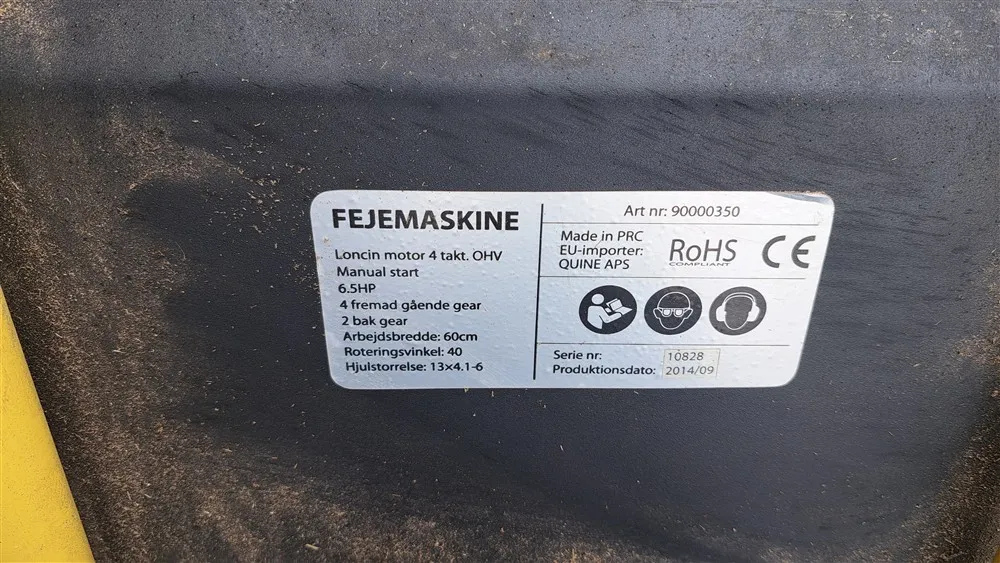 FEJEMASKINE
Loncin motor 4 takt. OHV
Manual start
6.5HP
4 fremad gående gear
2 bak gear
Arbejdsbredde: 60cm
Roteringsvinkel: 40
Hjulstorrelse: 13×4.1-6
Art nr: 90000350
Made in PRC
EU-importer:
QUINE APS
RoHS
COMPLIANT
CE
Serie nr: 10828
Produktionsdato: 2014/09